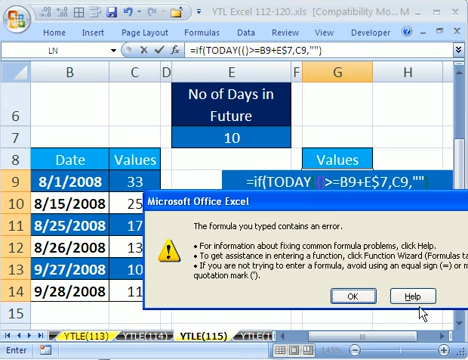 YTL Excel 112-120...xls [Compatibility Mo... M
Home Insert Page Layout Formulas Data Review View Developer
LN =if(TODAY(()>=B9+E$7,C9,"")
B C D E F G H
No of Days in
Future
6
7 10
8 Date Values Values
9 8/1/2008 33 =if(TODAY(()>=B9+E$7,C9,""
10 8/15/2008 25
11 8/25/2008 17
12 8/26/2008 13
13 9/27/2008 10
14 9/28/2008 11
15
Microsoft Office Excel
The formula you typed contains an error.
• For information about fixing common formula problems, click Help.
• To get assistance in entering a function, click Function Wizard (Formulas ta
• If you are not trying to enter a formula, avoid using an equal sign (=) or m
quotation mark (').
OK Help
YTLE(113) YTLE(114) YTLE(115)
Enter 145%